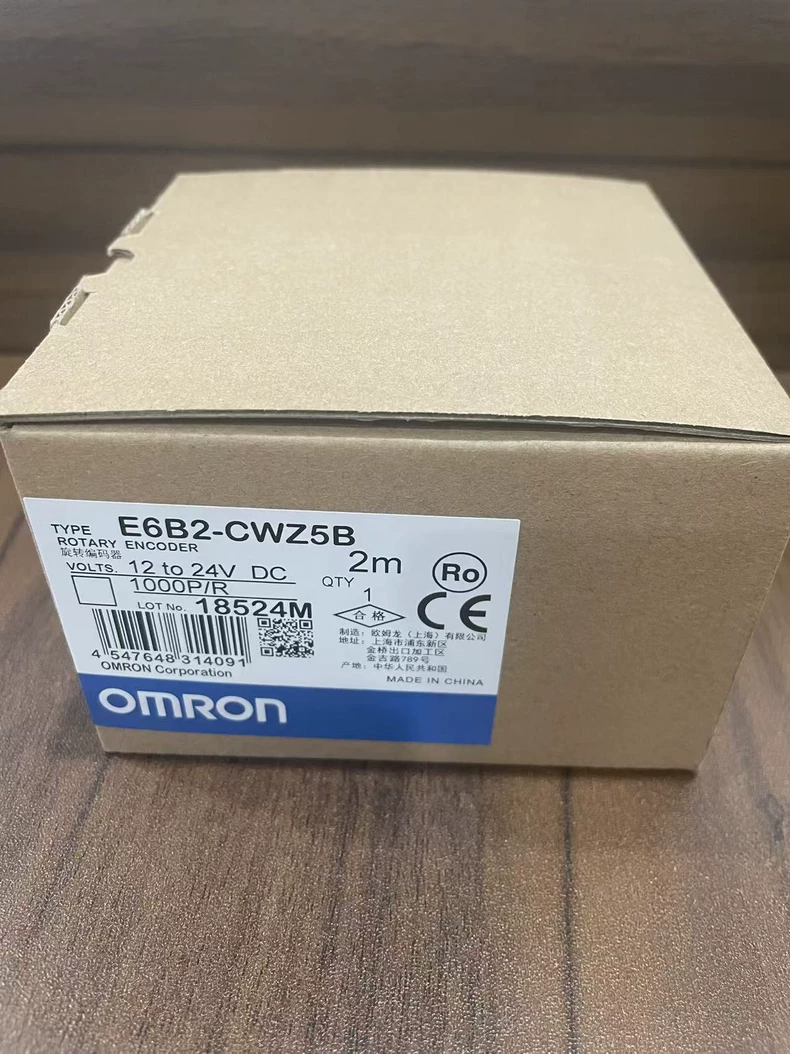 TYPE E6B2-CWZ5B
ROTARY ENCODER
旋转编码器
2m
VOLTS. 12 to 24V DC
1000P/R
QTY 1
LOT No. 18524M
4 547648 314091
OMRON Corporation
Ro
合格
CE
制造：欧姆龙（上海）有限公司
地址：上海市浦东新区
金桥出口加工区
金吉路789号
产地：中华人民共和国
MADE IN CHINA
OMRON